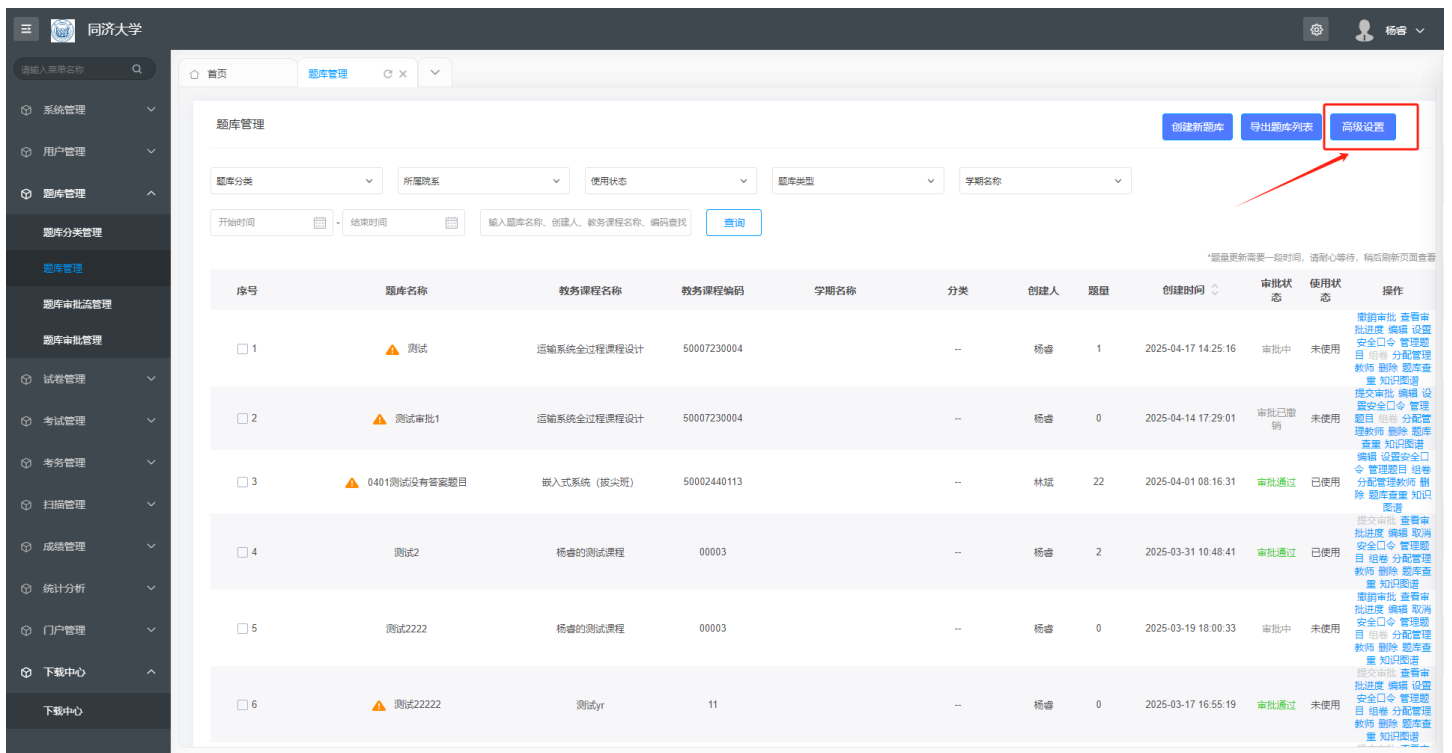 同济大学
杨睿
请输入菜单名称
系统管理
用户管理
题库管理
题库分类管理
题库管理
题库审批流管理
题库审批管理
试卷管理
考试管理
考务管理
扫描管理
成绩管理
统计分析
门户管理
下载中心
下载中心
首页 题库管理
题库管理 创建新题库 导出题库列表 高级设置
题库分类 所属院系 使用状态 题库类型 学期名称
开始时间 - 结束时间 输入题库名称、创建人、教务课程名称、编码查找 查询
*题量更新需要一段时间，请耐心等待，稍后刷新页面查看
序号 题库名称 教务课程名称 教务课程编码 学期名称 分类 创建人 题量 创建时间 审批状态 使用状态 操作
1 测试 运输系统全过程课程设计 50007230004 -- 杨睿 1 2025-04-17 14:25:16 审批中 未使用
撤销审批 查看审
批进度 编辑 设置
安全口令 管理题
目 组卷 分配管理
教师 删除 题库查
重 知识图谱
2 测试审批1 运输系统全过程课程设计 50007230004 -- 杨睿 0 2025-04-14 17:29:01 审批已撤销 未使用
提交审批 编辑 设
置安全口令 管理
题目 组卷 分配管
理教师 删除 题库
查重 知识图谱
3 0401测试没有答案题目 嵌入式系统（拔尖班） 50002440113 -- 林斌 22 2025-04-01 08:16:31 审批通过 已使用
编辑 设置安全口
令 管理题目 组卷
分配管理教师 删
除 题库查重 知识
图谱
4 测试2 杨睿的测试课程 00003 -- 杨睿 2 2025-03-31 10:48:41 审批通过 已使用
提交审批 查看审
批进度 编辑 取消
安全口令 管理题
目 组卷 分配管理
教师 删除 题库查
重 知识图谱
5 测试2222 杨睿的测试课程 00003 -- 杨睿 0 2025-03-19 18:00:33 审批中 未使用
撤销审批 查看审
批进度 编辑 取消
安全口令 管理题
目 组卷 分配管理
教师 删除 题库查
重 知识图谱
6 测试22222 测试yr 11 -- 杨睿 0 2025-03-17 16:55:19 审批通过 未使用
提交审批 查看审
批进度 编辑 设置
安全口令 管理题
目 组卷 分配管理
教师 删除 题库查
重 知识图谱